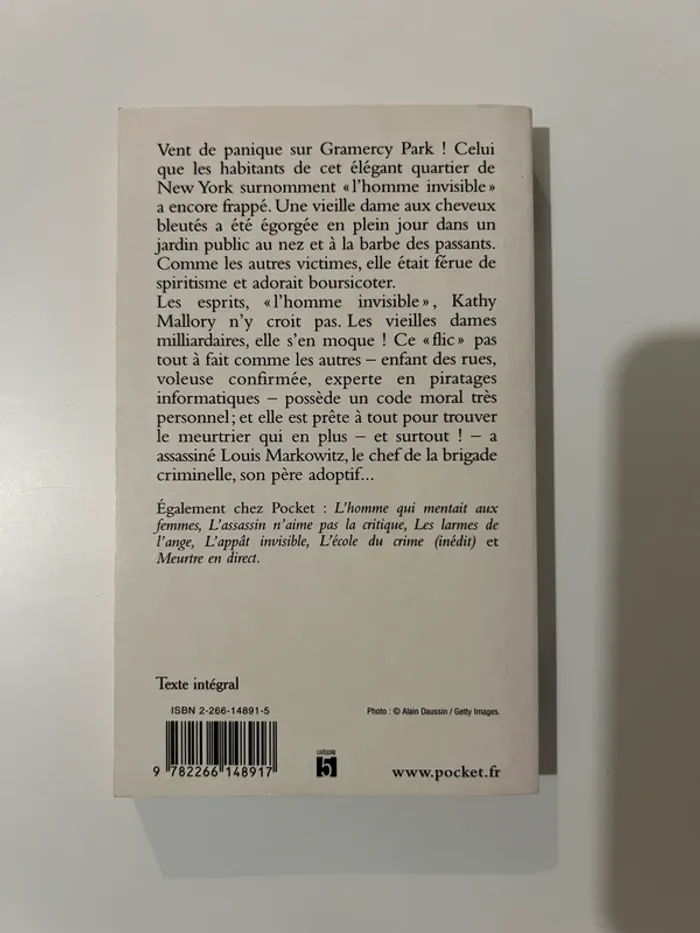 Vent de panique sur Gramercy Park ! Celui
que les habitants de cet élégant quartier de
New York surnomment « l'homme invisible »
a encore frappé. Une vieille dame aux cheveux
bleutés a été égorgée en plein jour dans un
jardin public au nez et à la barbe des passants.
Comme les autres victimes, elle était férue de
spiritisme et adorait boursicoter.
Les esprits, « l'homme invisible », Kathy
Mallory n'y croit pas. Les vieilles dames
milliardaires, elle s'en moque ! Ce « flic » pas
tout à fait comme les autres – enfant des rues,
voleuse confirmée, experte en piratages
informatiques – possède un code moral très
personnel ; et elle est prête à tout pour trouver
le meurtrier qui en plus – et surtout ! – a
assassiné Louis Markowitz, le chef de la brigade
criminelle, son père adoptif...
Également chez Pocket : L'homme qui mentait aux
femmes, L'assassin n'aime pas la critique, Les larmes de
l'ange, L'appât invisible, L'école du crime (inédit) et
Meurtre en direct.
Texte intégral
ISBN 2-266-14891-5
Photo : © Alain Daussin / Getty Images.
9 782266 148917
CATÉGORIE
5
www.pocket.fr